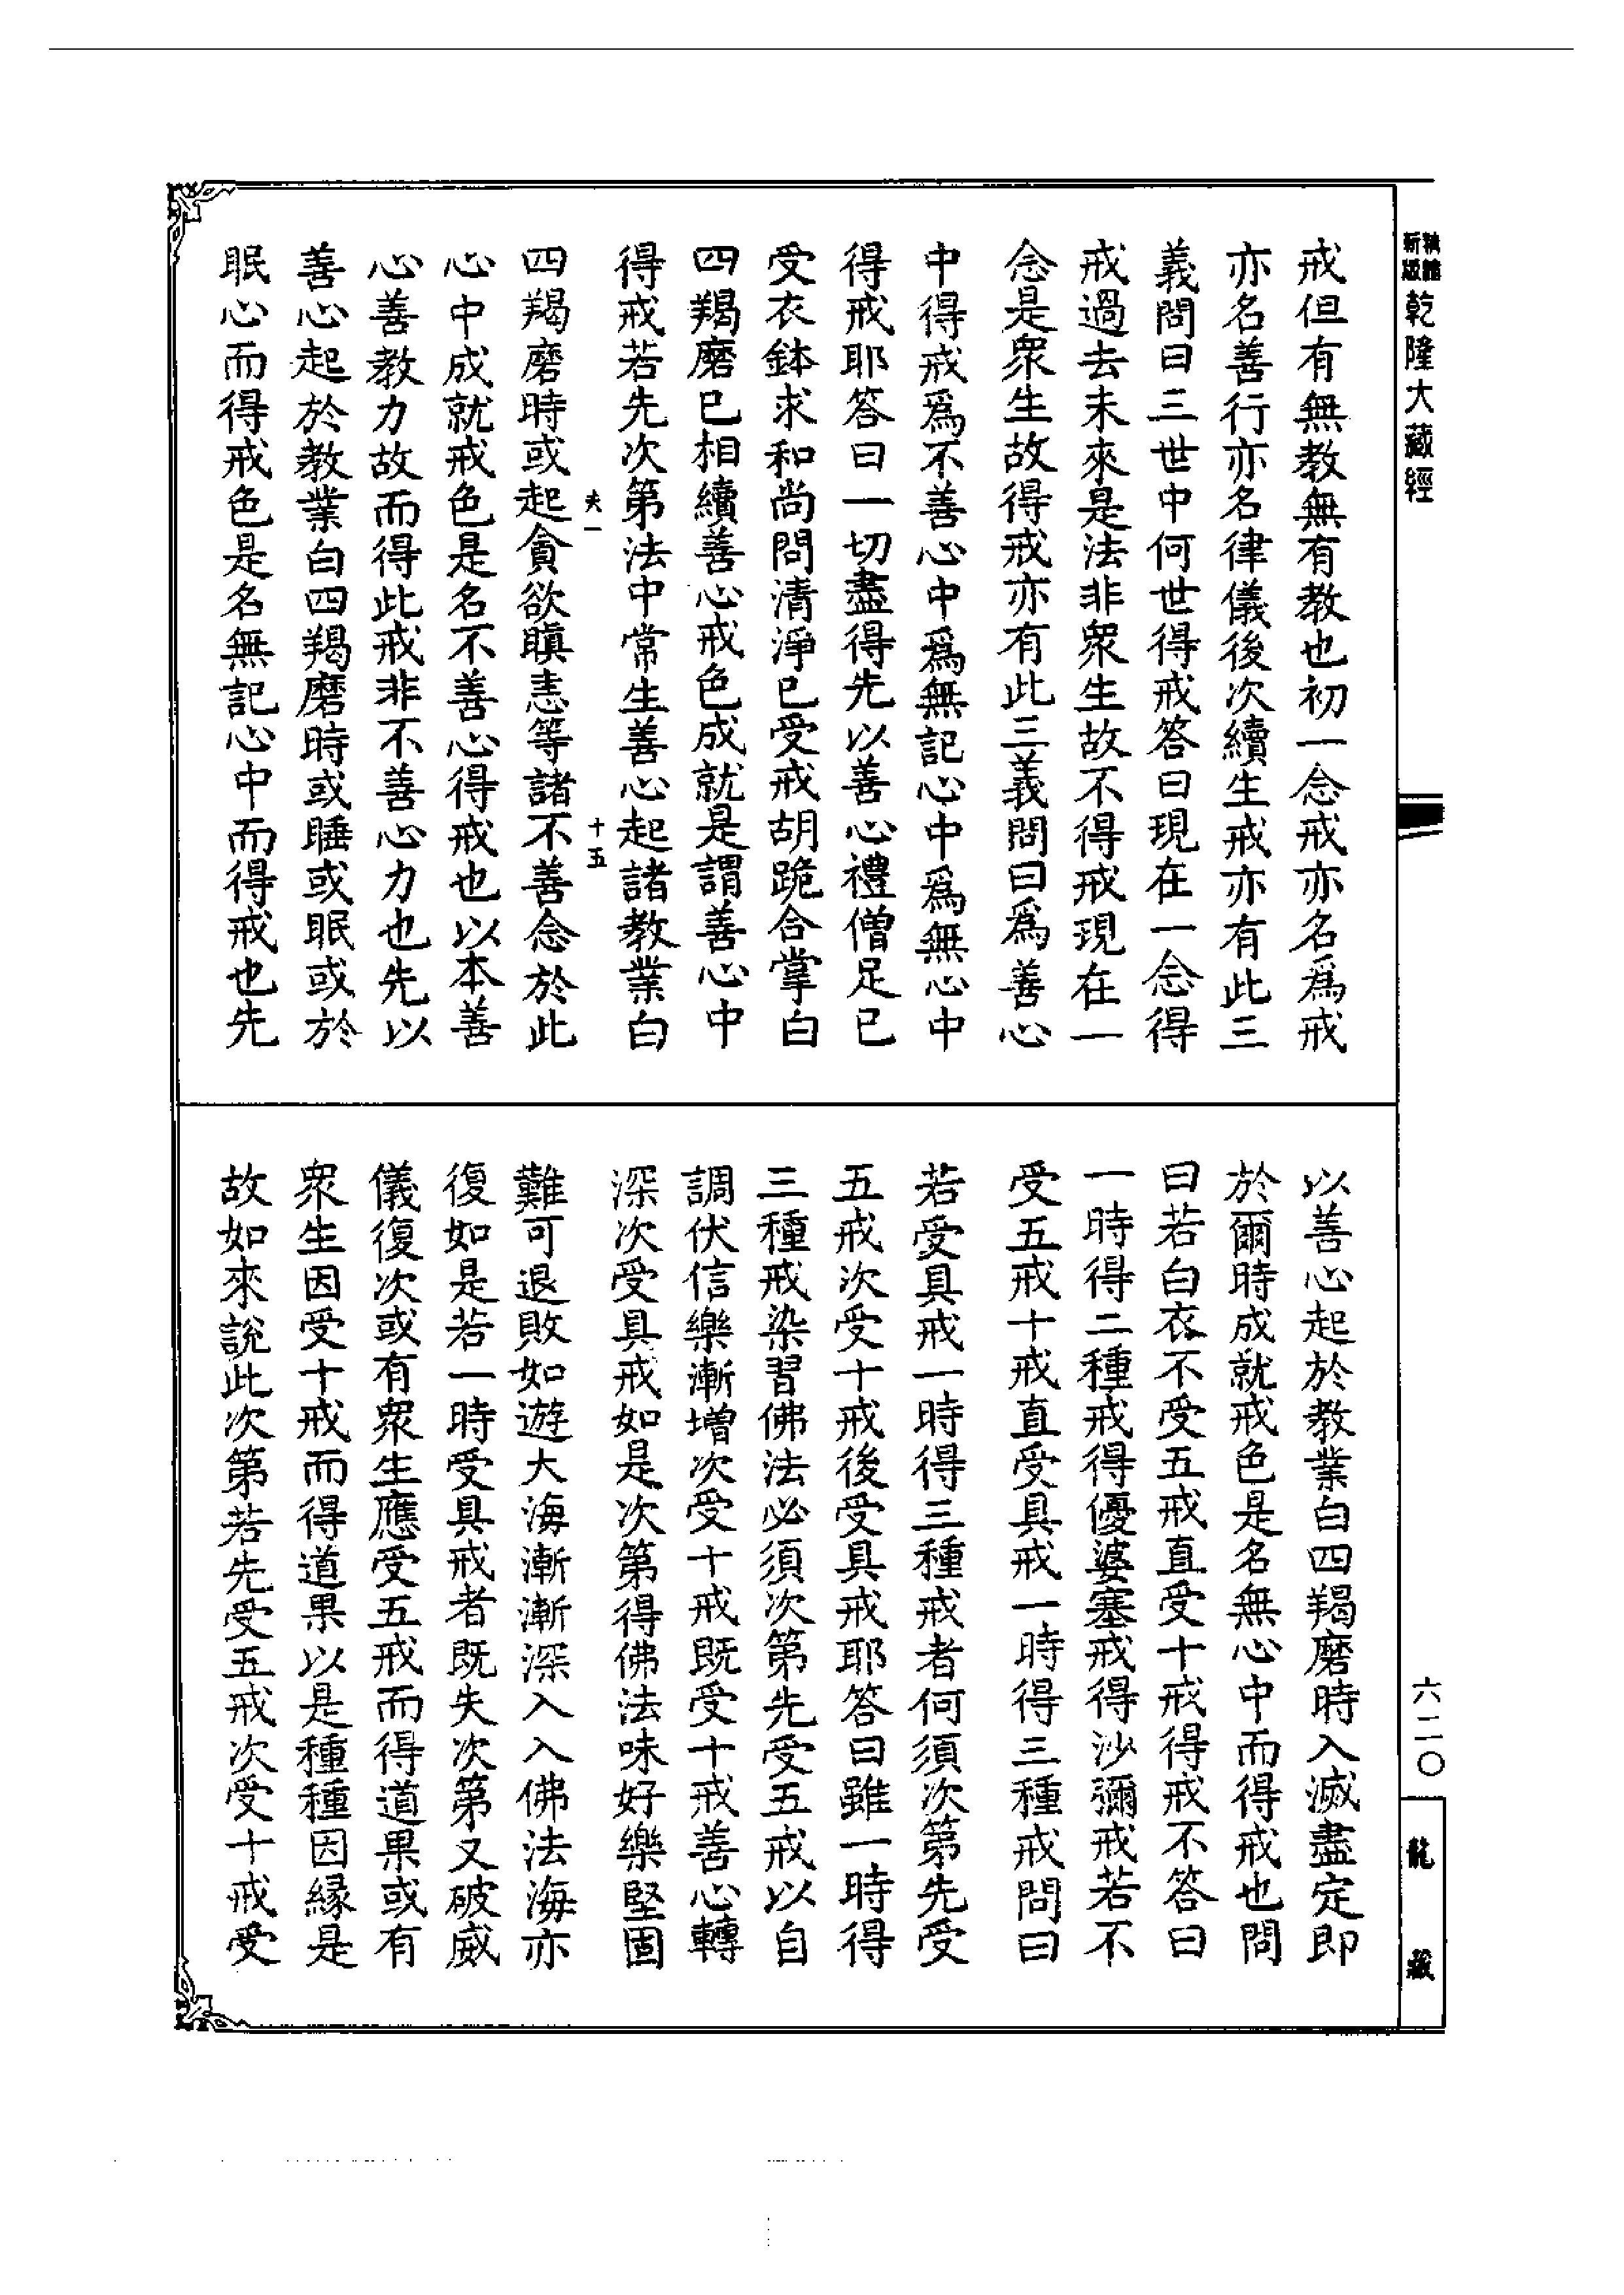 新版
乾隆大藏經
戒但有無教無有教也初一念戒亦名為戒
亦名善行亦名律儀後次續生戒亦有此三
義問曰三世中何世得戒答曰現在一念得
戒過去未來是法非衆生故不得戒現在一
念是衆生故得戒亦有此三義問曰為善心
中得戒為不善心中為無記心中為無心中
得戒耶答曰一切盡得先以善心禮僧足已
受衣鉢求和尚問清淨已受戒胡跪合掌白
四羯磨已相續善心戒色成就是謂善心中
得戒若先次第法中常生善心起諸教業白
夫一
十五
四羯磨時或起貪欲瞋恚等諸不善念於此
心中成就戒色是名不善心得戒也以本善
心善教力故而得此戒非不善心力也先以
善心起於教業白四羯磨時或睡或眠或於
眠心而得戒色是名無記心中而得戒也先
以善心起於教業白四羯磨時入滅盡定即
於爾時成就戒色是名無心中而得戒也問
曰若白衣不受五戒直受十戒得戒不答曰
一時得二種戒得優婆塞戒得沙彌戒若不
受五戒十戒直受具戒一時得三種戒問曰
若受具戒一時得三種戒者何須次第先受
五戒次受十戒後受具戒耶答曰雖一時得
三種戒染習佛法必須次第先受五戒以自
調伏信樂漸增次受十戒既受十戒善心轉
深次受具戒如是次第得佛法味好樂堅固
難可退敗如遊大海漸漸深入入佛法海亦
復如是若一時受具戒者既失次第又破威
儀復次或有衆生應受五戒而得道果或有
衆生因受十戒而得道果以是種種因緣是
故如來說此次第若先受五戒次受十戒受
六二〇
龍藏